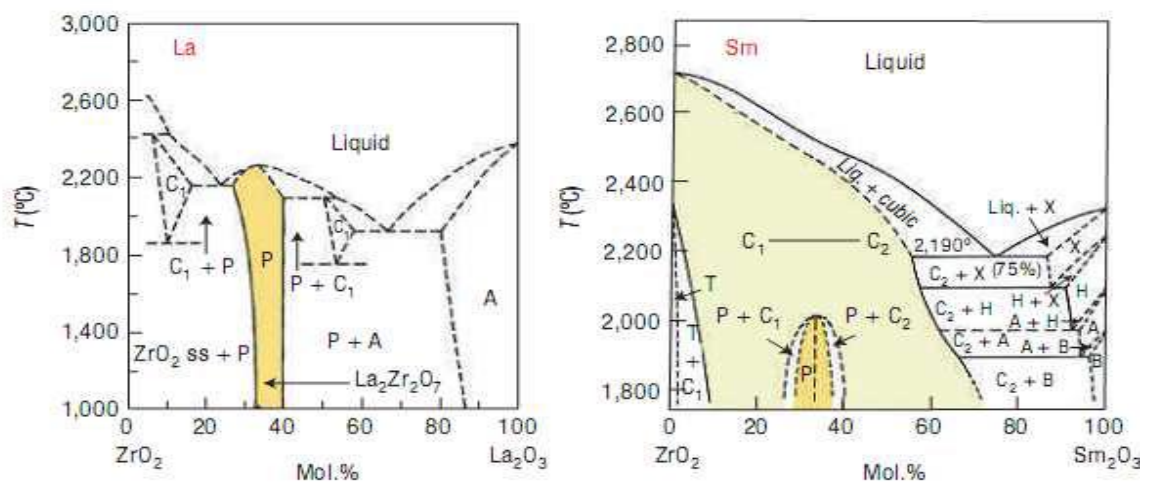 La
3,000
2,600
2,200
1,800
1,400
1,000
T (ºC)
Liquid
C₁
C₁
C₁ + P
P
P + C₁
A
ZrO₂ ss + P
P + A
La₂Zr₂O₇
0
20
40
60
80
100
ZrO₂
Mol.%
La₂O₃
Sm
2,800
2,600
2,400
2,200
2,000
1,800
T (ºC)
Liquid
Liq. + cubic
Liq. + X
X
C₁
C₂
2,190°
(75%)
C₂ + X
T
H
H + X
C₂ + H
P + C₁
P + C₂
A + H
A
C₂ + A
A + B
B
T + C₁
P
C₂ + B
0
20
40
60
80
100
ZrO₂
Mol.%
Sm₂O₃